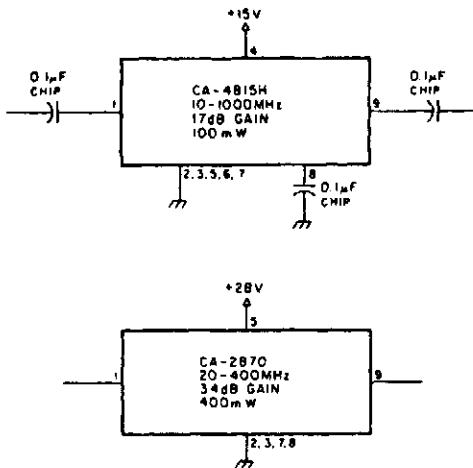 +15V
4
0.1µF
CHIP
0.1µF
CHIP
1
CA-4815H
10-1000MHz
17dB GAIN
100mW
9
2,3,5,6,7
8
0.1µF
CHIP
+28V
5
1
CA-2870
20-400MHz
34dB GAIN
400mW
9
2,3,7,8